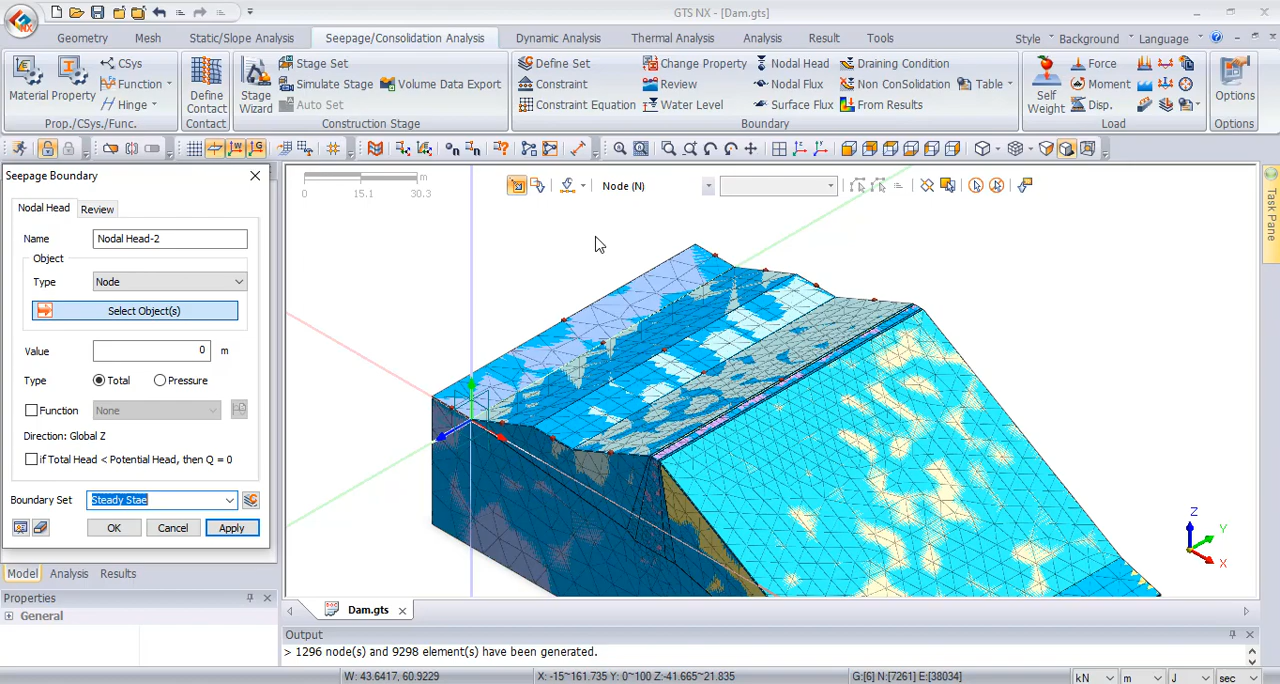 GTS NX - [Dam.gts]
Geometry Mesh Static/Slope Analysis Seepage/Consolidation Analysis Dynamic Analysis Thermal Analysis Analysis Result Tools Style Background Language
CSys Stage Set Define Set Change Property Nodal Head Draining Condition Force
Function Simulate Stage Volume Data Export Constraint Review Nodal Flux Non Consolidation Table Moment
Material Property Hinge Define Contact Stage Wizard Auto Set Constraint Equation Water Level Surface Flux From Results Self Weight Disp. Options
Prop./CSys./Func. Contact Construction Stage Boundary Load Options
Seepage Boundary
Nodal Head Review
Name Nodal Head-2
Object
Type Node
Select Object(s)
Value 0 m
Type Total Pressure
Function None
Direction: Global Z
if Total Head < Potential Head, then Q = 0
Boundary Set Steady Stae
OK Cancel Apply
Model Analysis Results
Properties
General
0 15.1 30.3 m
Node (N)
Task Pane
Z
Y
X
Dam.gts
Output
> 1296 node(s) and 9298 element(s) have been generated.
W: 43.6417, 60.9229 X: -15~161.735 Y: 0~100 Z: -41.665~21.835 G:[6] N:[7261] E:[38034] kN m J sec